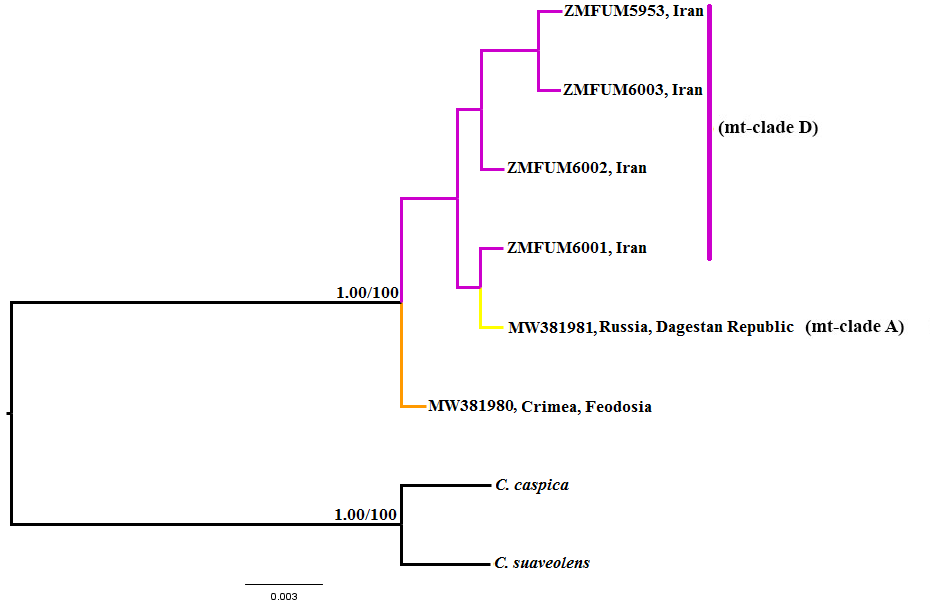 ZMFUM5953, Iran
ZMFUM6003, Iran
(mt-clade D)
ZMFUM6002, Iran
ZMFUM6001, Iran
1.00/100
MW381981, Russia, Dagestan Republic (mt-clade A)
MW381980, Crimea, Feodosia
C. caspica
1.00/100
C. suaveolens
0.003